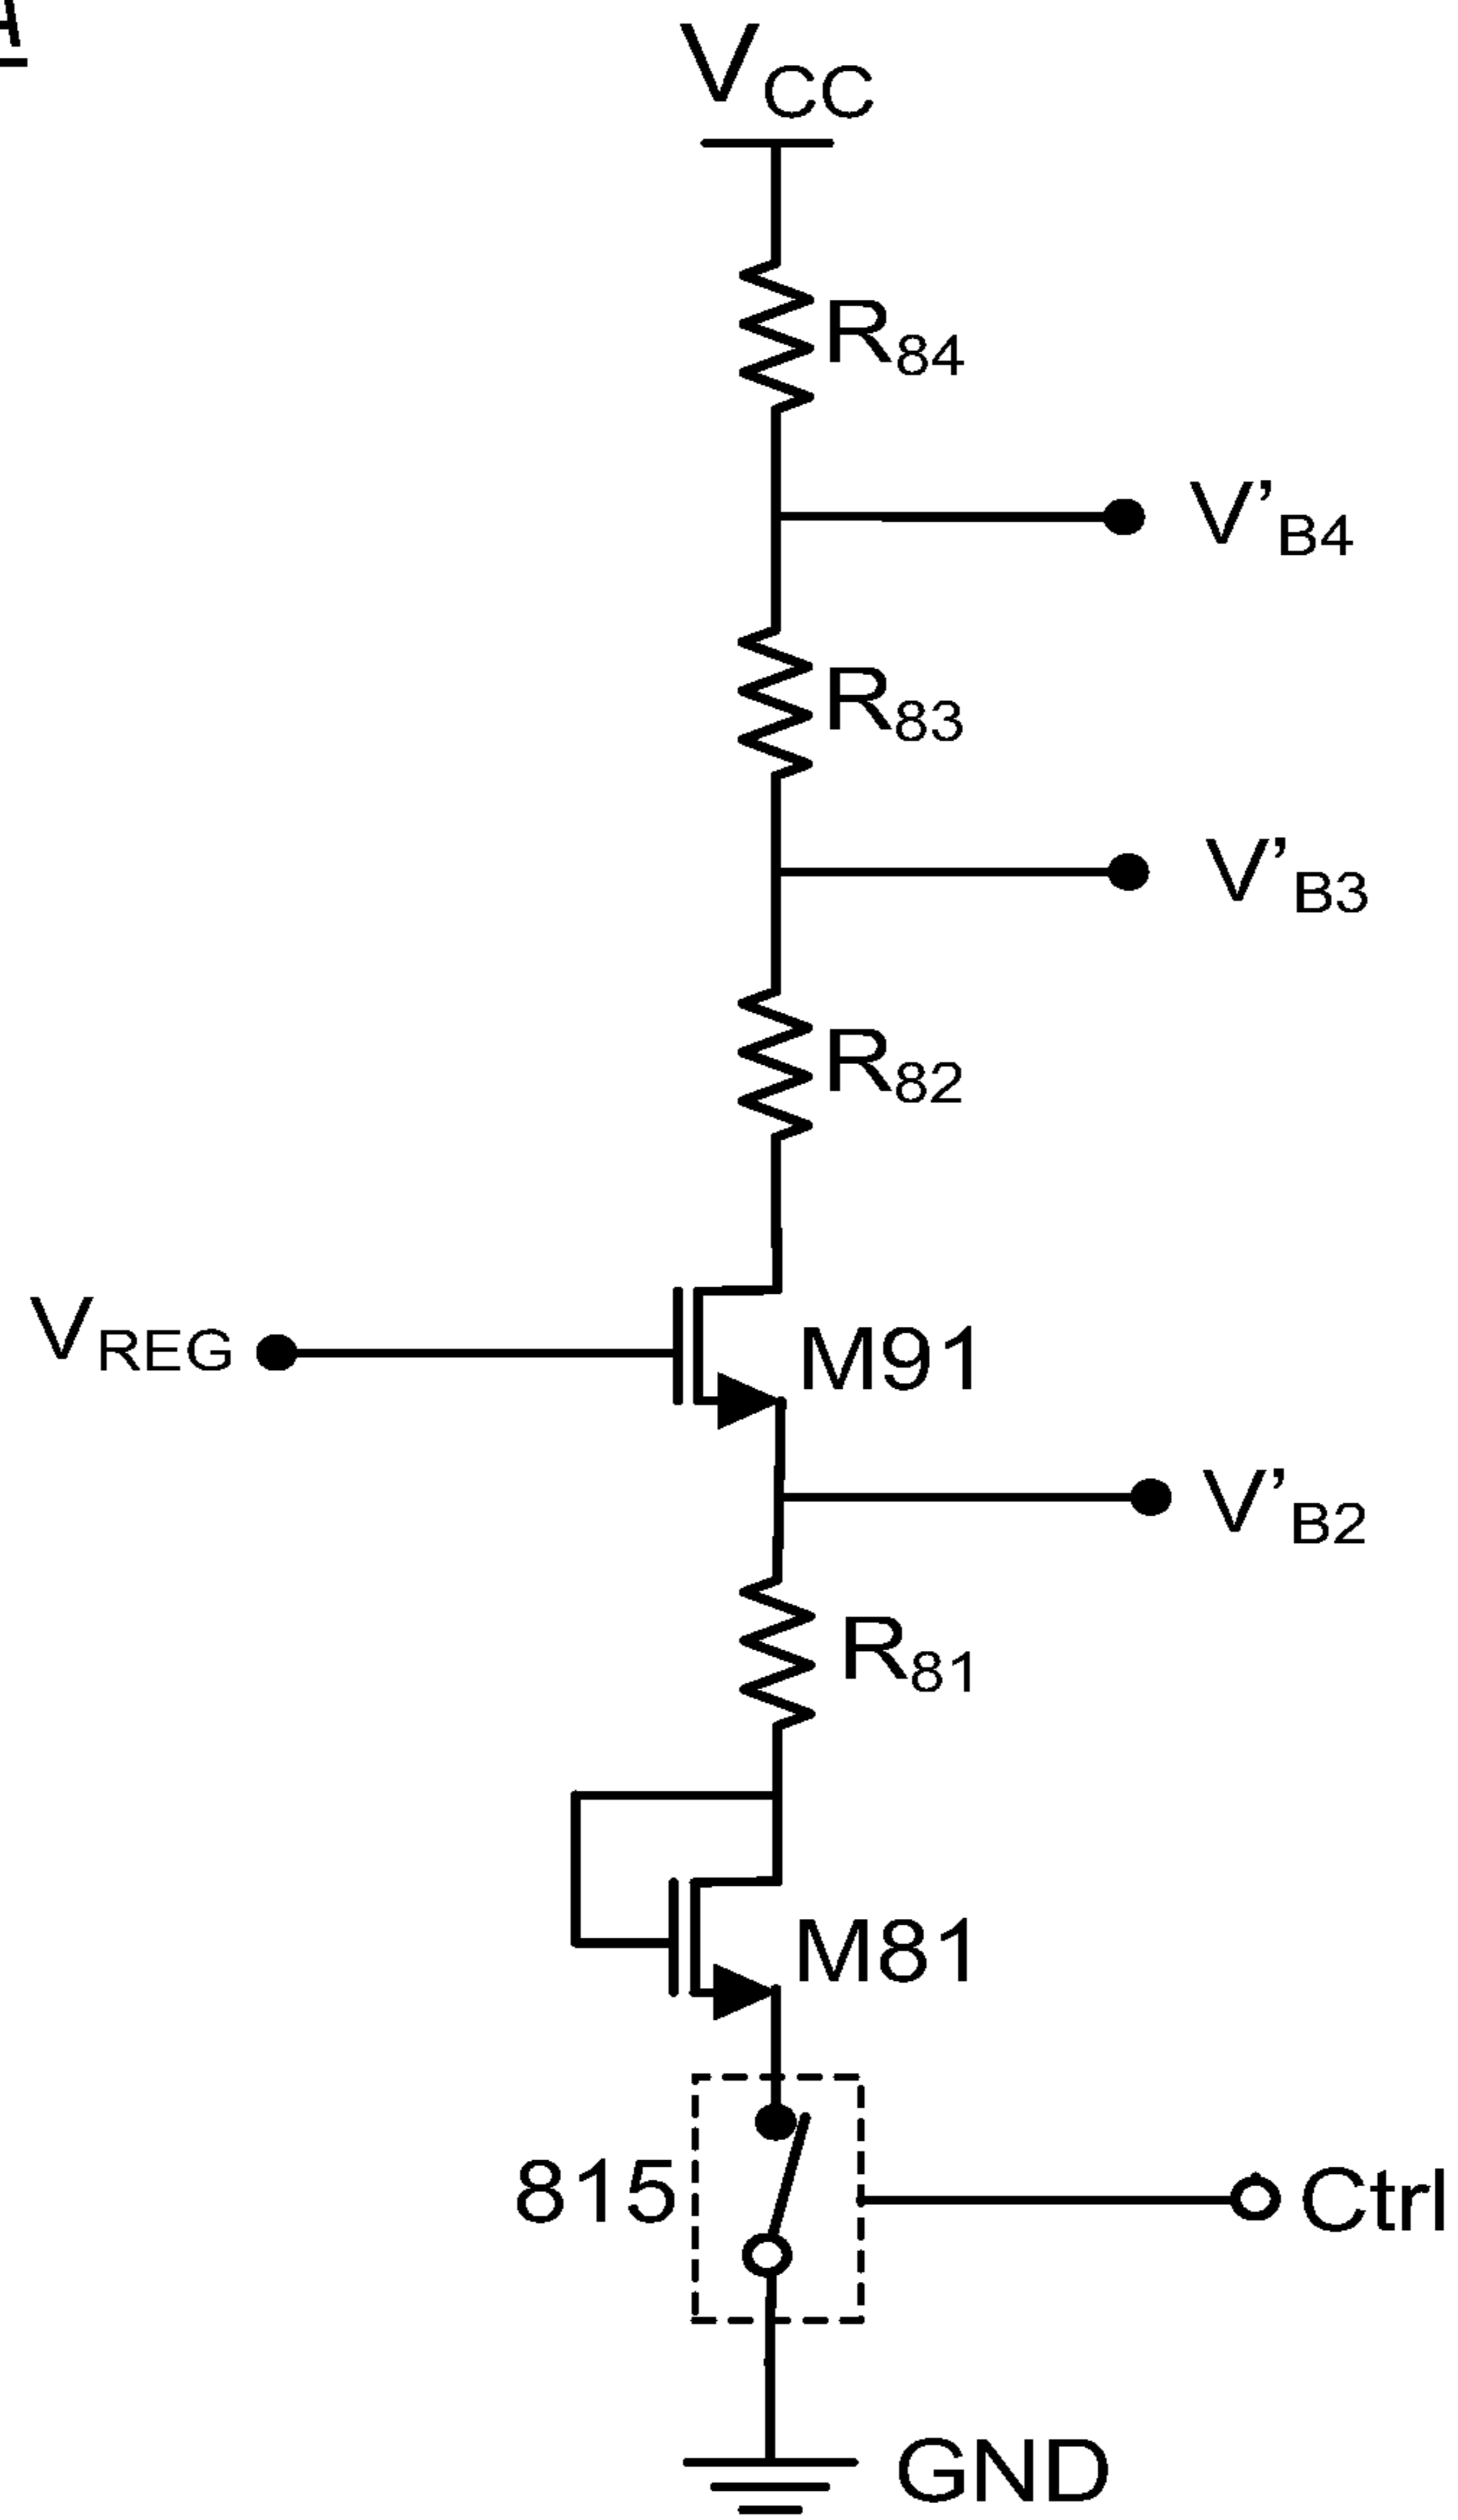 A
VCC
R84
V’B4
R83
V’B3
R82
VREG
M91
V’B2
R81
M81
815
Ctrl
GND